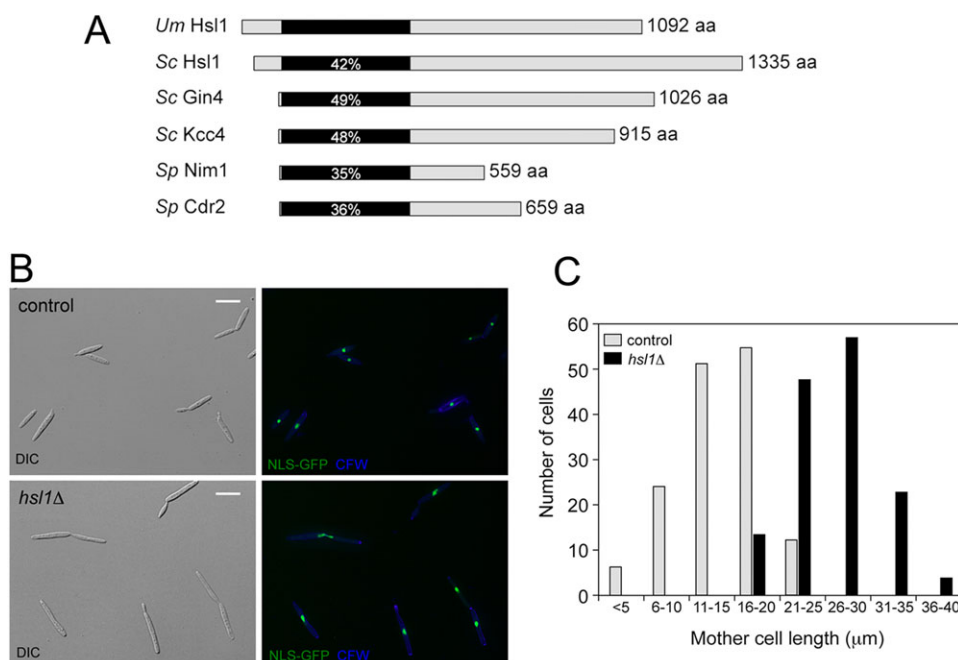 A
Um Hsl1
1092 aa
Sc Hsl1
42%
1335 aa
Sc Gin4
49%
1026 aa
Sc Kcc4
48%
915 aa
Sp Nim1
35%
559 aa
Sp Cdr2
36%
659 aa
B
control
DIC
NLS-GFP CFW
hsl1Δ
DIC
NLS-GFP CFW
C
60
50
40
30
20
10
0
Number of cells
control
hsl1Δ
<5 6-10 11-15 16-20 21-25 26-30 31-35 36-40
Mother cell length (μm)